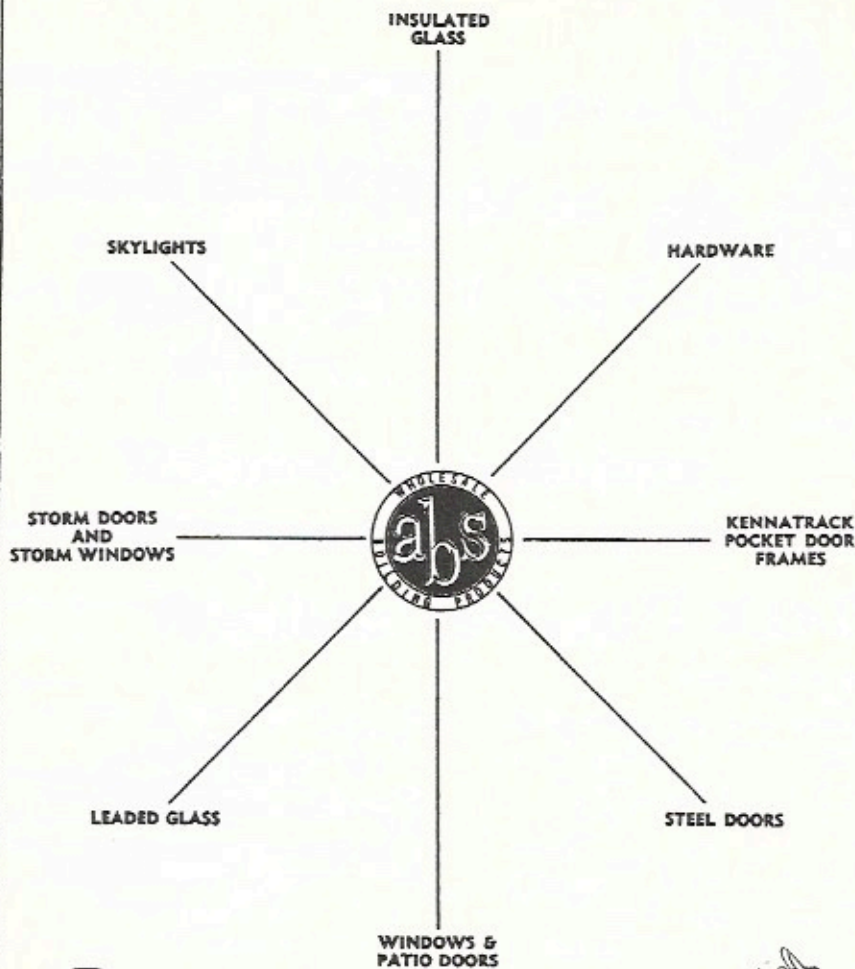 INSULATED
GLASS
SKYLIGHTS
HARDWARE
WHOLESALE
abs
BUILDING PRODUCTS
STORM DOORS
AND
STORM WINDOWS
KENNATRACK
POCKET DOOR
FRAMES
LEADED GLASS
STEEL DOORS
WINDOWS &
PATIO DOORS